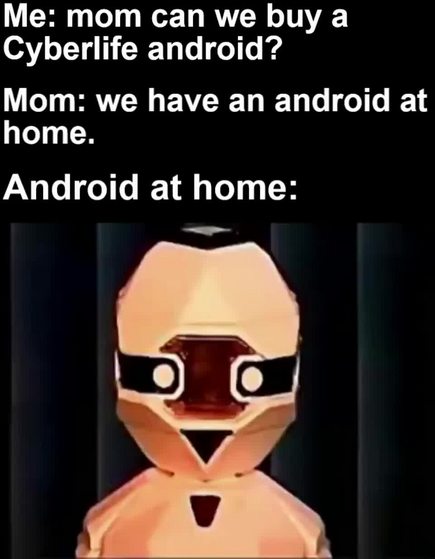 Me: mom can we buy a
Cyberlife android?
Mom: we have an android at
home.
Android at home: